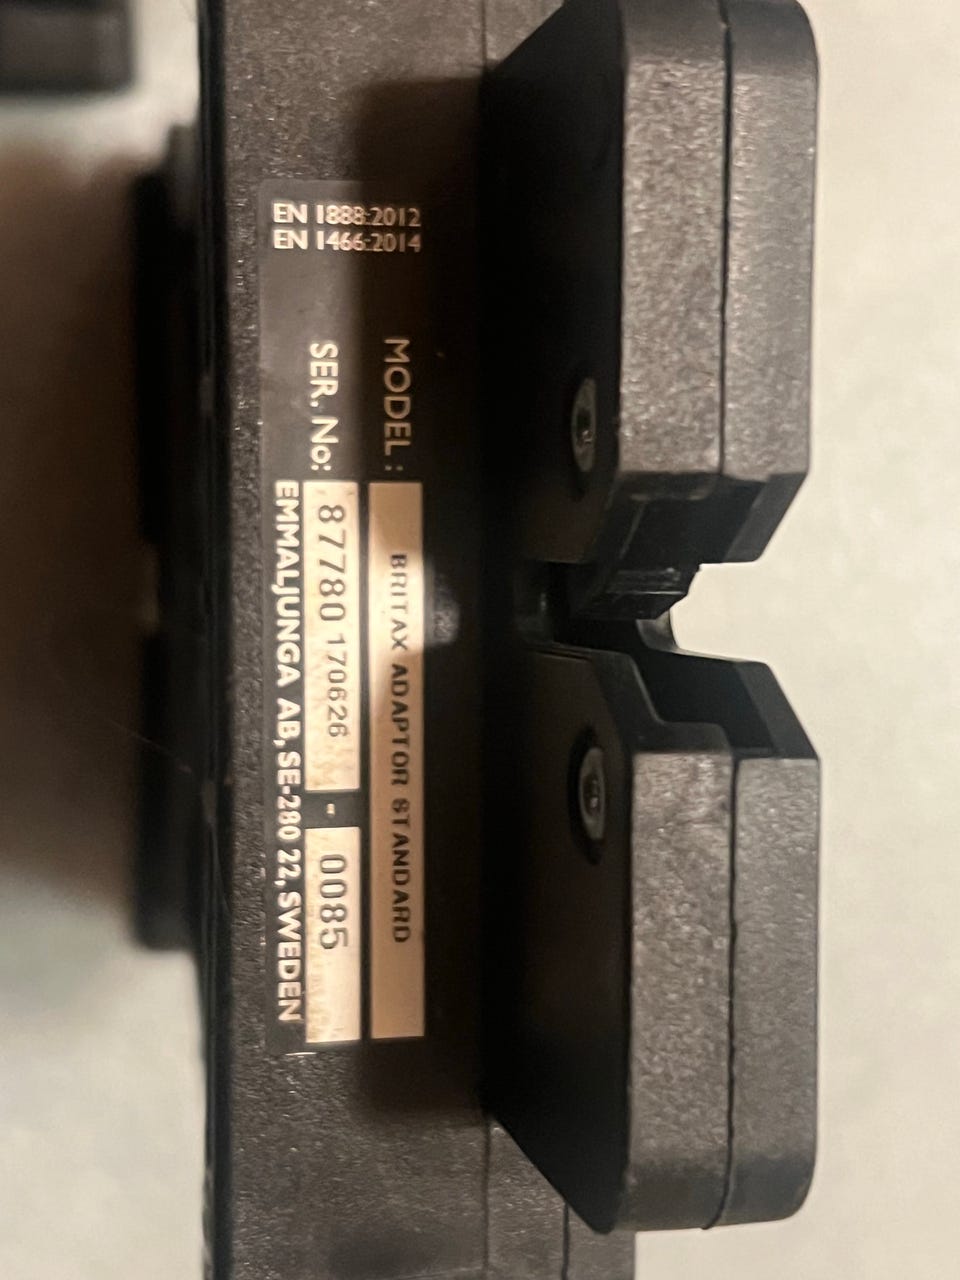 EN 1888:2012
EN 1466:2014
MODEL: BRITAX ADAPTOR STANDARD
SER. No: 87780 170626 - 0085
EMMALJUNGA AB, SE-280 22, SWEDEN